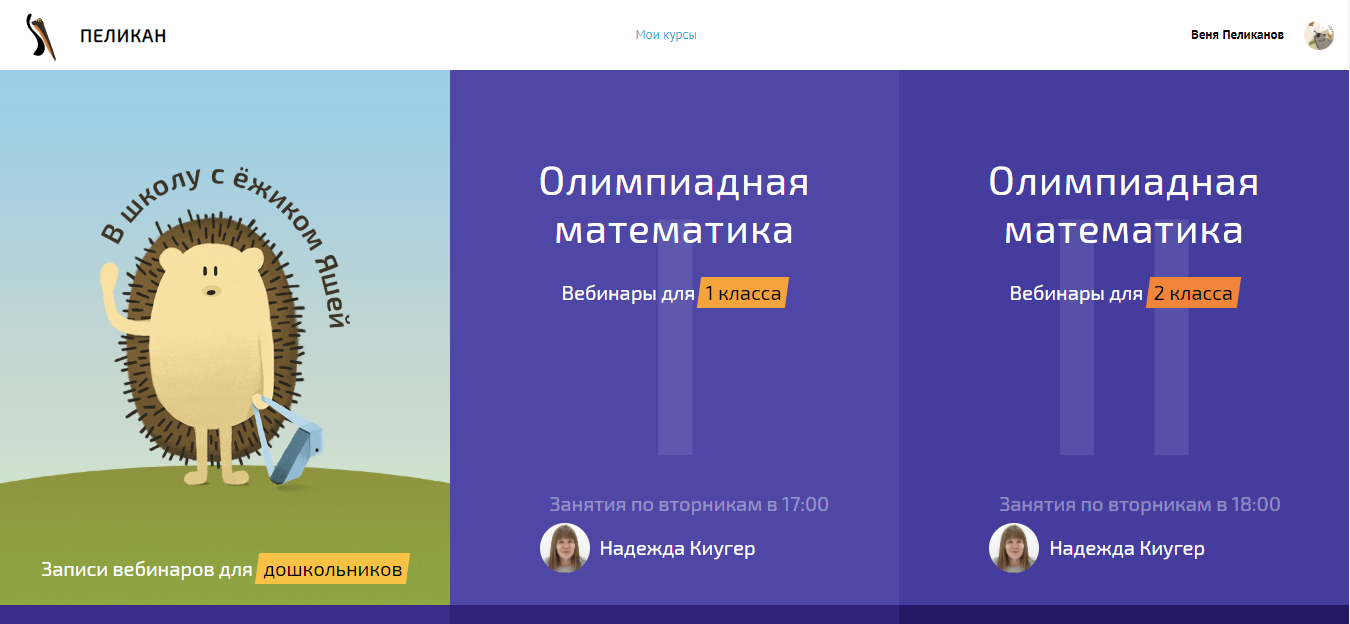 ПЕЛИКАН
Мои курсы
Веня Пеликанов
В школу с ёжиком Яшей
Записи вебинаров для дошкольников
Олимпиадная
математика
Вебинары для 1 класса
I
Занятия по вторникам в 17:00
Надежда Киугер
Олимпиадная
математика
Вебинары для 2 класса
II
Занятия по вторникам в 18:00
Надежда Киугер